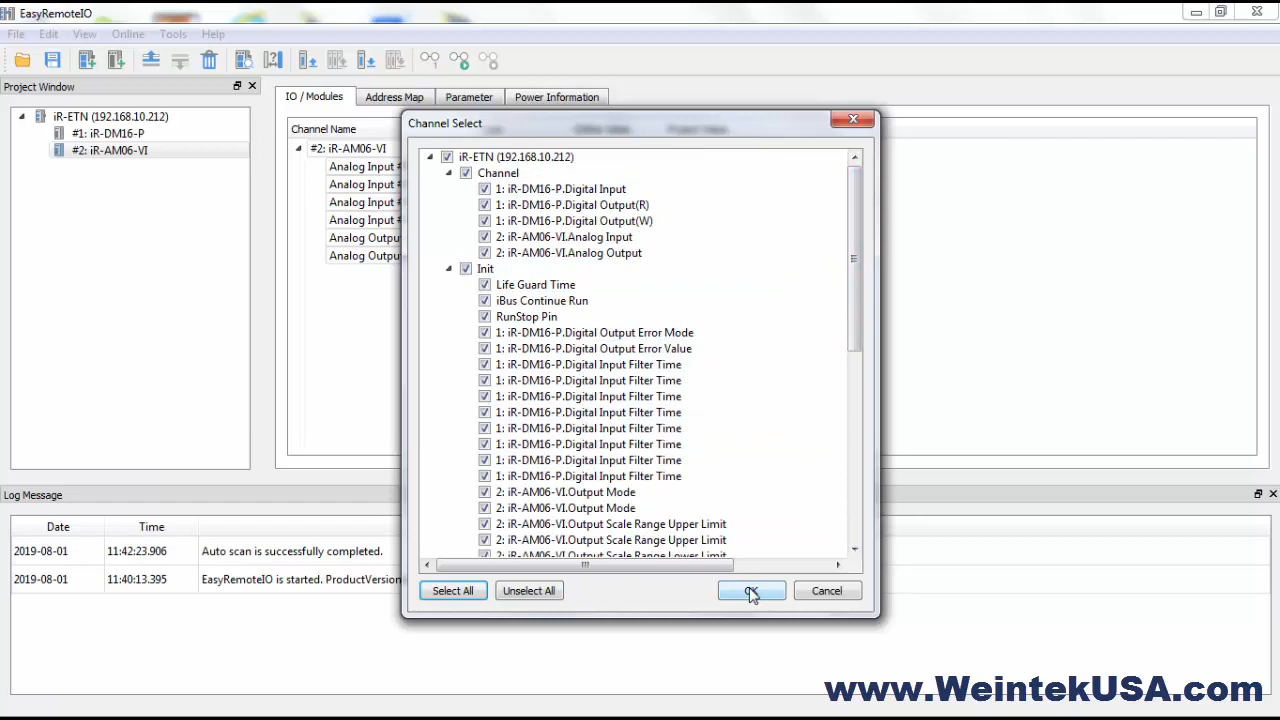 EasyRemoteIO
File Edit View Online Tools Help
Project Window
iR-ETN (192.168.10.212)
#1: iR-DM16-P
#2: iR-AM06-VI
IO / Modules Address Map Parameter Power Information
Channel Name
#2: iR-AM06-VI
Analog Input
Analog Input
Analog Input
Analog Input
Analog Outpu
Analog Outpu
Channel Select
iR-ETN (192.168.10.212)
Channel
1: iR-DM16-P.Digital Input
1: iR-DM16-P.Digital Output(R)
1: iR-DM16-P.Digital Output(W)
2: iR-AM06-VI.Analog Input
2: iR-AM06-VI.Analog Output
Init
Life Guard Time
iBus Continue Run
RunStop Pin
1: iR-DM16-P.Digital Output Error Mode
1: iR-DM16-P.Digital Output Error Value
1: iR-DM16-P.Digital Input Filter Time
1: iR-DM16-P.Digital Input Filter Time
1: iR-DM16-P.Digital Input Filter Time
1: iR-DM16-P.Digital Input Filter Time
1: iR-DM16-P.Digital Input Filter Time
1: iR-DM16-P.Digital Input Filter Time
1: iR-DM16-P.Digital Input Filter Time
1: iR-DM16-P.Digital Input Filter Time
2: iR-AM06-VI.Output Mode
2: iR-AM06-VI.Output Mode
2: iR-AM06-VI.Output Scale Range Upper Limit
2: iR-AM06-VI.Output Scale Range Upper Limit
2: iR-AM06-VI.Output Scale Range Lower Limit
Select All Unselect All OK Cancel
Log Message
Date Time
2019-08-01 11:42:23.906 Auto scan is successfully completed.
2019-08-01 11:40:13.395 EasyRemoteIO is started. ProductVersion
www.WeintekUSA.com